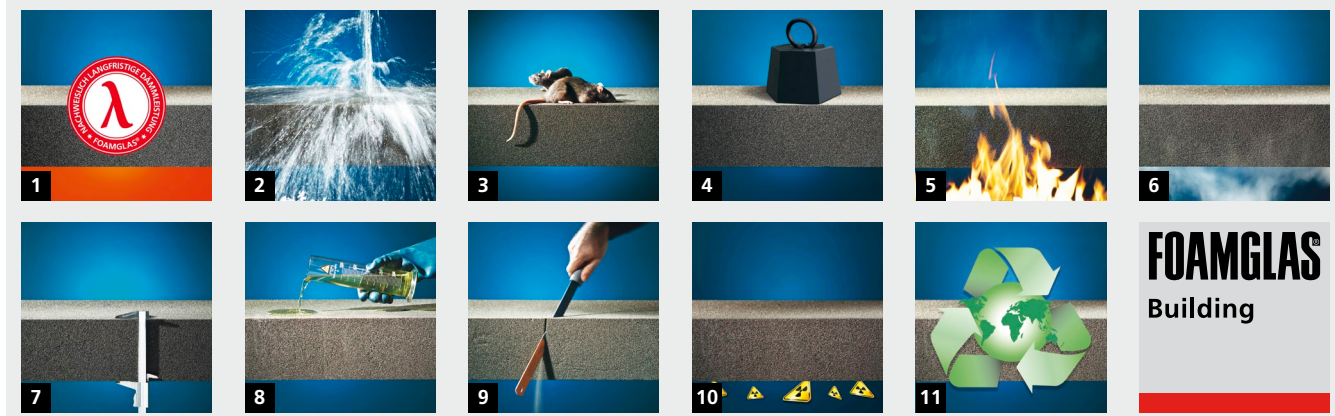 NACHWEISLICH LANGFRISTIGE DÄMMLEISTUNG
λ
★ FOAMGLAS® ★
1
2
3
4
5
6
7
8
9
10
11
FOAMGLAS®
Building